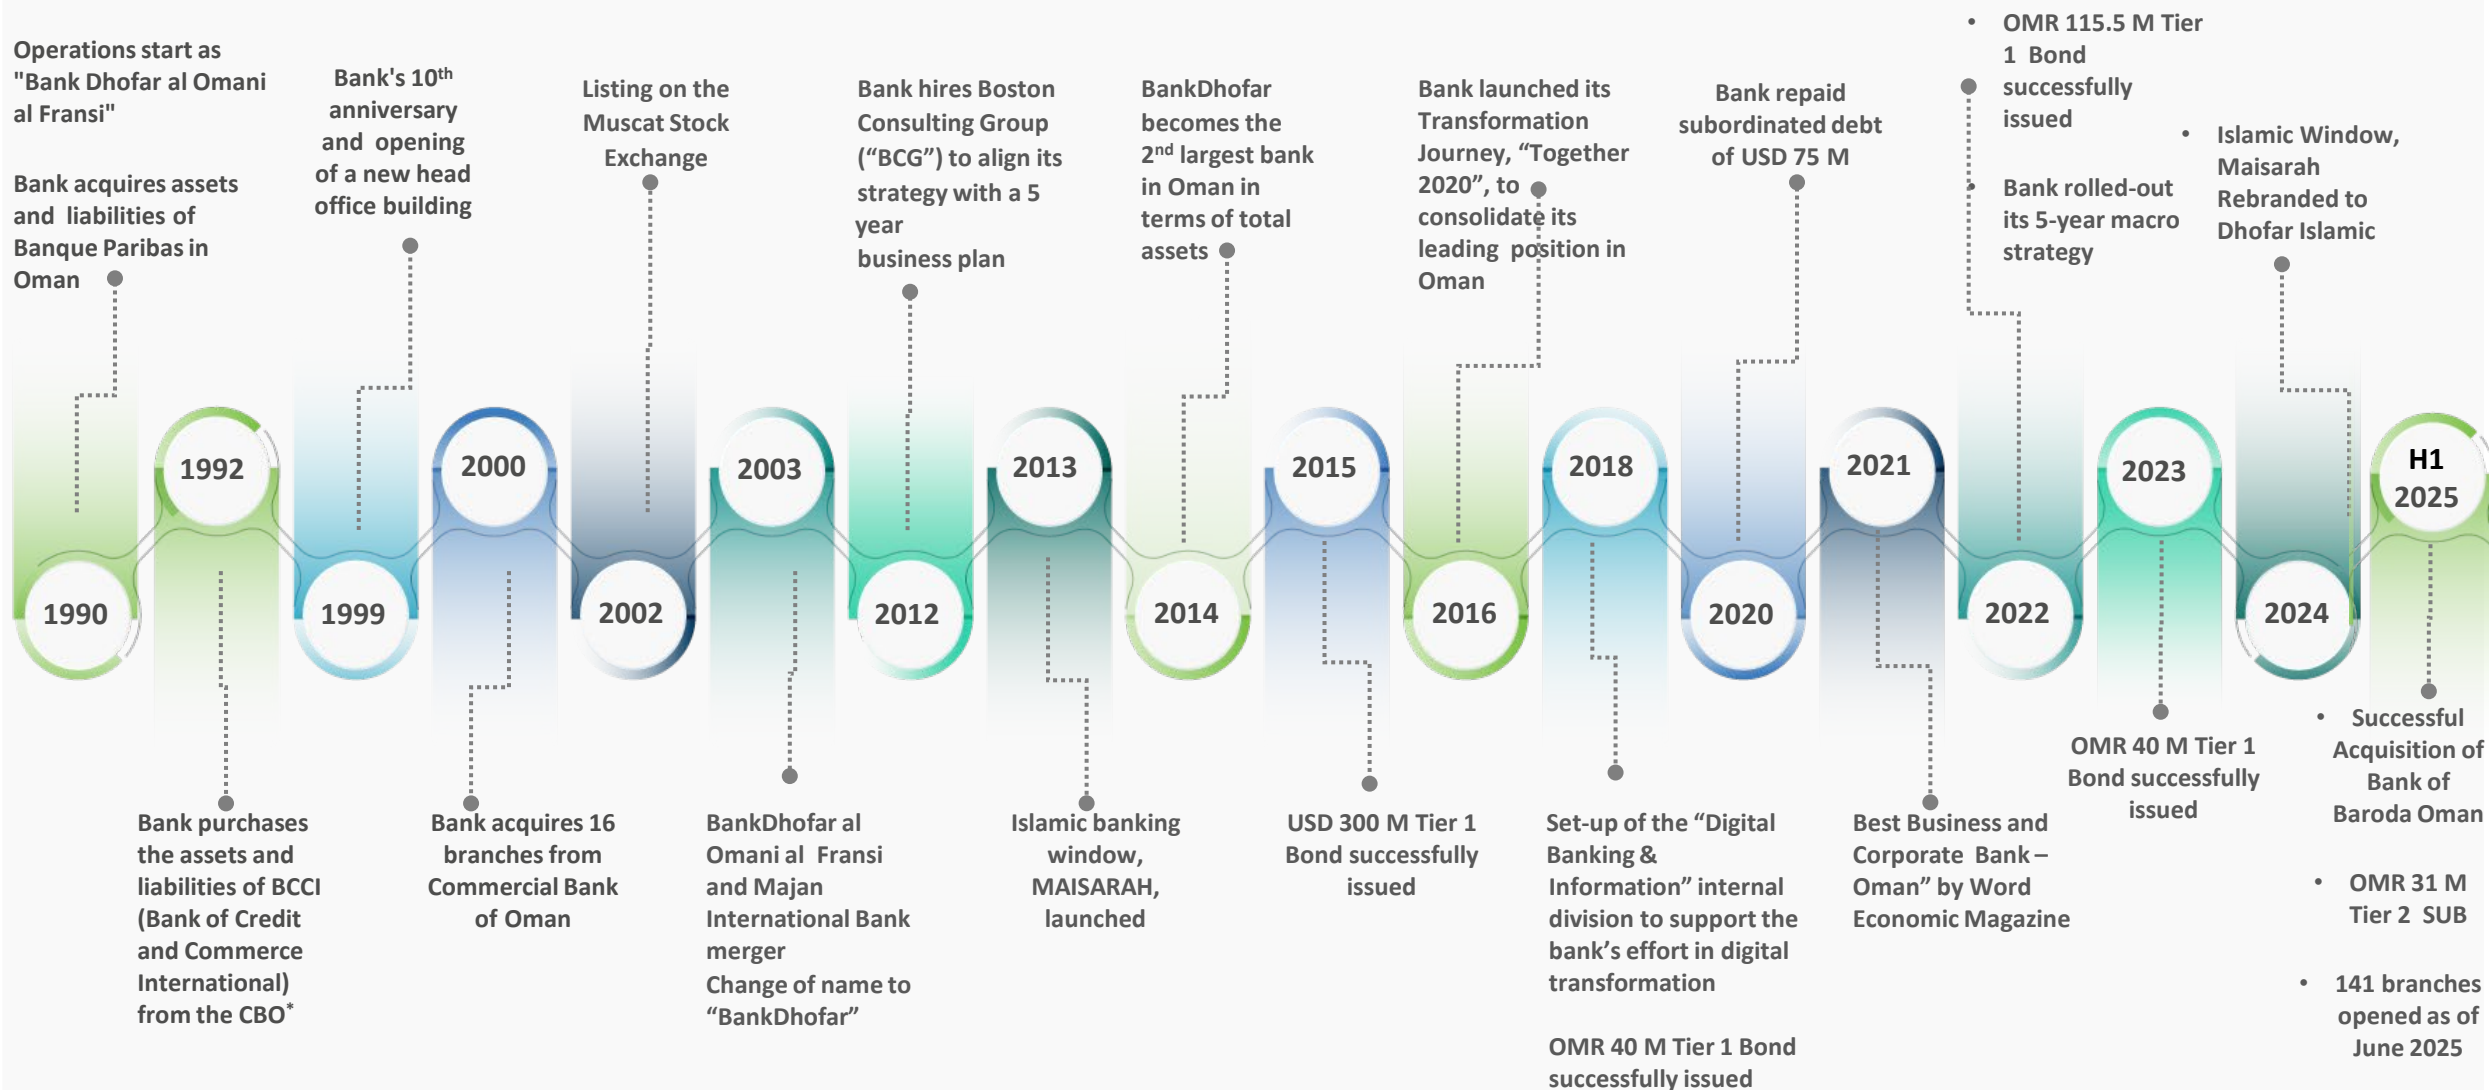 Operations start as
"Bank Dhofar al Omani
al Fransi"
Bank acquires assets
and liabilities of
Banque Paribas in
Oman
Bank's 10th
anniversary
and opening
of a new head
office building
Listing on the
Muscat Stock
Exchange
Bank hires Boston
Consulting Group
(“BCG”) to align its
strategy with a 5
year
business plan
BankDhofar
becomes the
2nd largest bank
in Oman in
terms of total
assets
Bank launched its
Transformation
Journey, “Together
2020”, to
consolidate its
leading position in
Oman
Bank repaid
subordinated debt
of USD 75 M
• OMR 115.5 M Tier
1 Bond
successfully
issued
• Bank rolled-out
its 5-year macro
strategy
• Islamic Window,
Maisarah
Rebranded to
Dhofar Islamic
1990
1992
1999
2000
2002
2003
2012
2013
2014
2015
2016
2018
2020
2021
2022
2023
2024
H1
2025
Bank purchases
the assets and
liabilities of BCCI
(Bank of Credit
and Commerce
International)
from the CBO*
Bank acquires 16
branches from
Commercial Bank
of Oman
BankDhofar al
Omani al Fransi
and Majan
International Bank
merger
Change of name to
“BankDhofar”
Islamic banking
window,
MAISARAH,
launched
USD 300 M Tier 1
Bond successfully
issued
Set-up of the “Digital
Banking &
Information” internal
division to support the
bank’s effort in digital
transformation
OMR 40 M Tier 1 Bond
successfully issued
Best Business and
Corporate Bank –
Oman” by Word
Economic Magazine
OMR 40 M Tier 1
Bond successfully
issued
• Successful
Acquisition of
Bank of
Baroda Oman
• OMR 31 M
Tier 2 SUB
• 141 branches
opened as of
June 2025